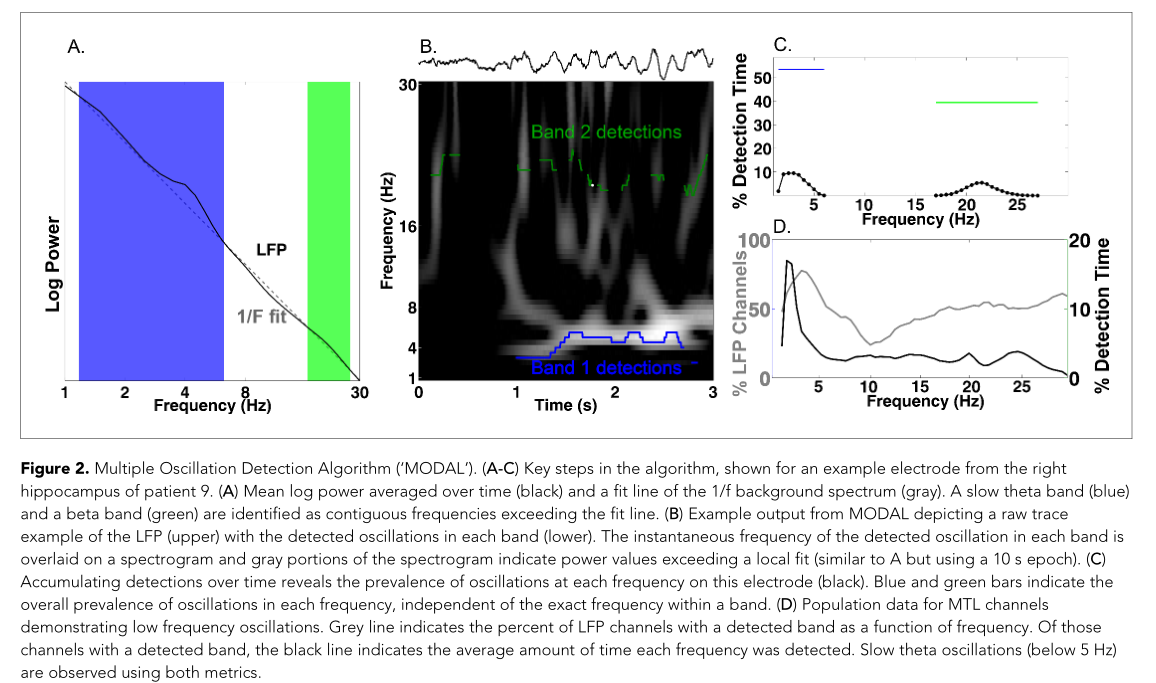 A.
Log Power
LFP
1/F fit
1 2 4 8 30
Frequency (Hz)
B.
30
16
8
4
1
Frequency (Hz)
Band 2 detections
Band 1 detections
0 1 2 3
Time (s)
C.
50
40
30
20
10
% Detection Time
5 10 15 20 25
Frequency (Hz)
D.
100
50
0
% LFP Channels
20
10
0
% Detection Time
5 10 15 20 25
Frequency (Hz)
Figure 2. Multiple Oscillation Detection Algorithm (‘MODAL’). (A-C) Key steps in the algorithm, shown for an example electrode from the right
hippocampus of patient 9. (A) Mean log power averaged over time (black) and a fit line of the 1/f background spectrum (gray). A slow theta band (blue)
and a beta band (green) are identified as contiguous frequencies exceeding the fit line. (B) Example output from MODAL depicting a raw trace
example of the LFP (upper) with the detected oscillations in each band (lower). The instantaneous frequency of the detected oscillation in each band is
overlaid on a spectrogram and gray portions of the spectrogram indicate power values exceeding a local fit (similar to A but using a 10 s epoch). (C)
Accumulating detections over time reveals the prevalence of oscillations at each frequency on this electrode (black). Blue and green bars indicate the
overall prevalence of oscillations in each frequency, independent of the exact frequency within a band. (D) Population data for MTL channels
demonstrating low frequency oscillations. Grey line indicates the percent of LFP channels with a detected band as a function of frequency. Of those
channels with a detected band, the black line indicates the average amount of time each frequency was detected. Slow theta oscillations (below 5 Hz)
are observed using both metrics.